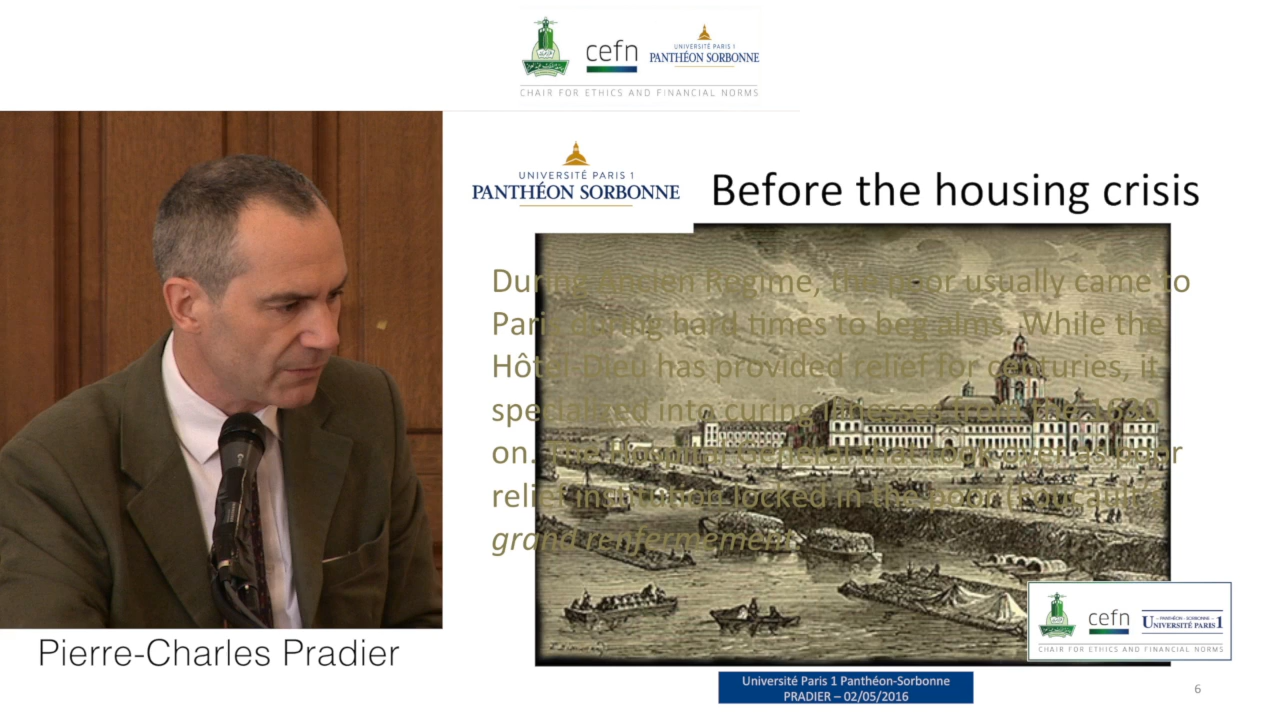 cefn
UNIVERSITÉ PARIS 1
PANTHÉON SORBONNE
CHAIR FOR ETHICS AND FINANCIAL NORMS
UNIVERSITÉ PARIS 1
PANTHÉON SORBONNE
Before the housing crisis
During Ancien Regime, the poor usually came to
Paris during hard times to beg alms. While the
Hôtel-Dieu has provided relief for centuries, it
specialized into curing illnesses from the
on. The Hospital General that took over as poor
relief institution locked in the poor (Foucault's
grand renfermement
cefn
PANTHÉON - SORBONNE
UNIVERSITÉ PARIS 1
CHAIR FOR ETHICS AND FINANCIAL NORMS
Pierre-Charles Pradier
Université Paris 1 Panthéon-Sorbonne
PRADIER – 02/05/2016
6